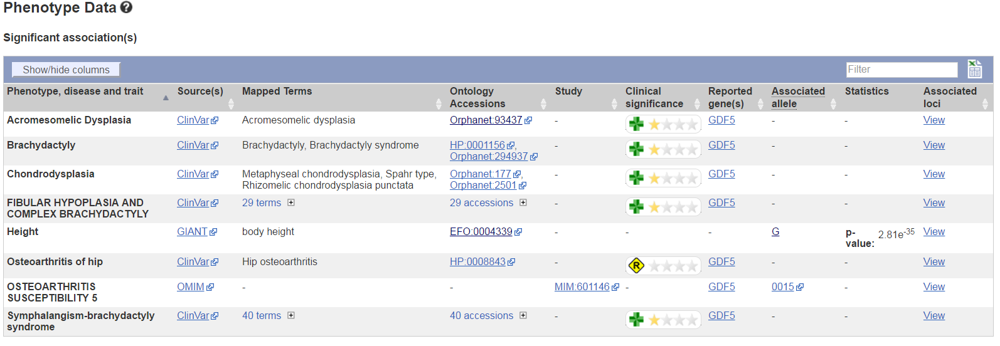 Phenotype Data ?
Significant association(s)
Show/hide columns
Filter
Phenotype, disease and trait Source(s) Mapped Terms Ontology Accessions Study Clinical significance Reported gene(s) Associated allele Statistics Associated loci
Acromesomelic Dysplasia ClinVar Acromesomelic dysplasia Orphanet:93437 - GDF5 - - View
Brachydactyly ClinVar Brachydactyly, Brachydactyly syndrome HP:0001156, Orphanet:294937 - GDF5 - - View
Chondrodysplasia ClinVar Metaphyseal chondrodysplasia, Spahr type, Rhizomelic chondrodysplasia punctata Orphanet:177, Orphanet:2501 - GDF5 - - View
FIBULAR HYPOPLASIA AND COMPLEX BRACHYDACTYLY ClinVar 29 terms 29 accessions - GDF5 - - View
Height GIANT body height EFO:0004339 - - - G p-value: 2.81e-35 View
Osteoarthritis of hip ClinVar Hip osteoarthritis HP:0008843 - R GDF5 - - View
OSTEOARTHRITIS SUSCEPTIBILITY 5 OMIM - - MIM:601146 - GDF5 0015 - View
Symphalangism-brachydactyly syndrome ClinVar 40 terms 40 accessions - GDF5 - - View